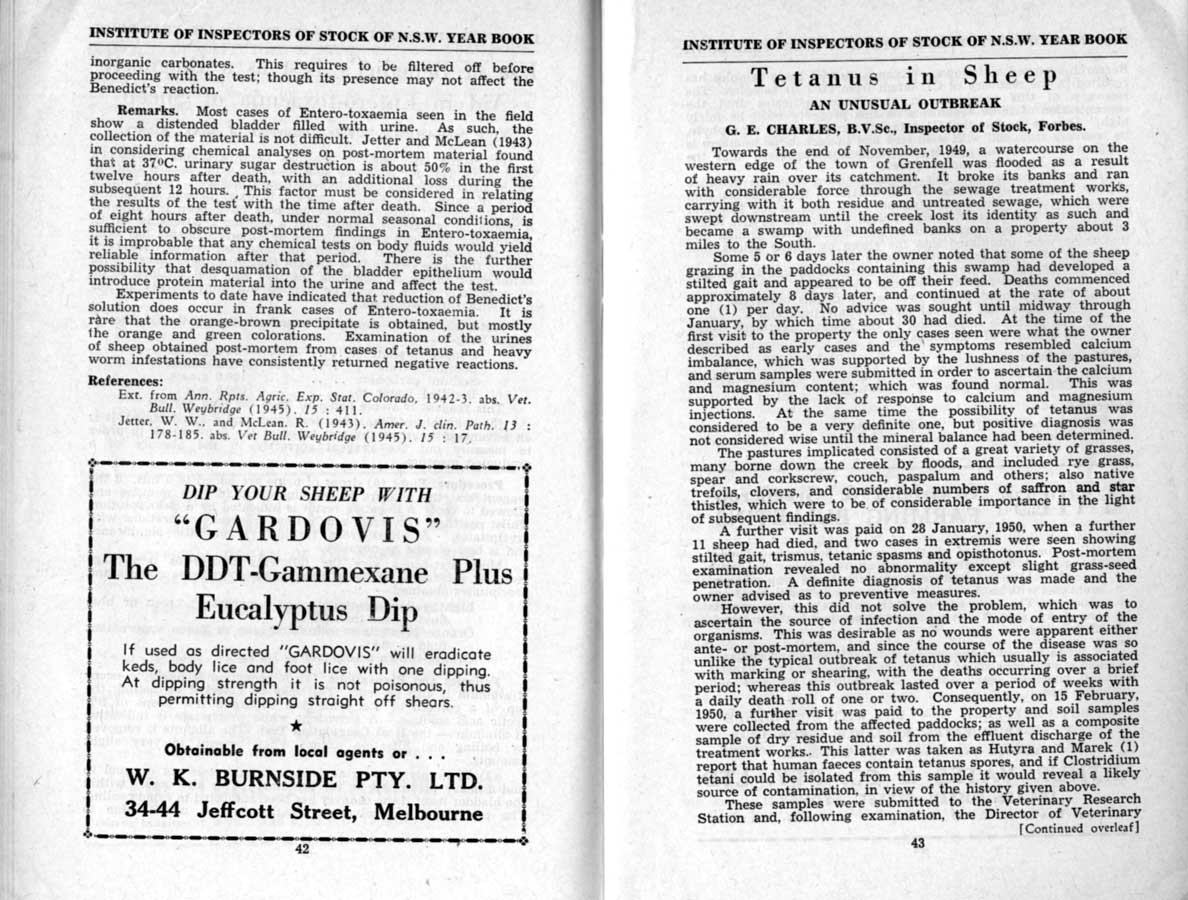 INSTITUTE OF INSPECTORS OF STOCK OF N.S.W. YEAR BOOK
inorganic carbonates. This requires to be filtered off before
proceeding with the test; though its presence may not affect the
Benedict's reaction.
Remarks. Most cases of Entero-toxaemia seen in the field
show a distended bladder filled with urine. As such, the
collection of the material is not difficult. Jetter and McLean (1943)
in considering chemical analyses on post-mortem material found
that at 37⁰C. urinary sugar destruction is about 50% in the first
twelve hours after death, with an additional loss during the
subsequent 12 hours. This factor must be considered in relating
the results of the test with the time after death. Since a period
of eight hours after death, under normal seasonal conditions, is
sufficient to obscure post-mortem findings in Entero-toxaemia,
it is improbable that any chemical tests on body fluids would yield
reliable information after that period. There is the further
possibility that desquamation of the bladder epithelium would
introduce protein material into the urine and affect the test.
Experiments to date have indicated that reduction of Benedict's
solution does occur in frank cases of Entero-toxaemia. It is
rare that the orange-brown precipitate is obtained, but mostly
the orange and green colorations. Examination of the urines
of sheep obtained post-mortem from cases of tetanus and heavy
worm infestations have consistently returned negative reactions.
References:
Ext. from Ann. Rpts. Agric. Exp. Stat. Colorado, 1942-3. abs. Vet.
Bull. Weybridge (1945). 15 : 411.
Jetter, W. W., and McLean. R. (1943). Amer. J. clin. Path. 13 :
178-185. abs. Vet Bull. Weybridge (1945). 15 : 17.
DIP YOUR SHEEP WITH
"GARDOVIS"
The DDT-Gammexane Plus
Eucalyptus Dip
If used as directed "GARDOVIS" will eradicate
keds, body lice and foot lice with one dipping.
At dipping strength it is not poisonous, thus
permitting dipping straight off shears.
★
Obtainable from local agents or . . .
W. K. BURNSIDE PTY. LTD.
34-44 Jeffcott Street, Melbourne
42
INSTITUTE OF INSPECTORS OF STOCK OF N.S.W. YEAR BOOK
Tetanus in Sheep
AN UNUSUAL OUTBREAK
G. E. CHARLES, B.V.Sc., Inspector of Stock, Forbes.
Towards the end of November, 1949, a watercourse on the
western edge of the town of Grenfell was flooded as a result
of heavy rain over its catchment. It broke its banks and ran
with considerable force through the sewage treatment works,
carrying with it both residue and untreated sewage, which were
swept downstream until the creek lost its identity as such and
became a swamp with undefined banks on a property about 3
miles to the South.
Some 5 or 6 days later the owner noted that some of the sheep
grazing in the paddocks containing this swamp had developed a
stilted gait and appeared to be off their feed. Deaths commenced
approximately 8 days later, and continued at the rate of about
one (1) per day. No advice was sought until midway through
January, by which time about 30 had died. At the time of the
first visit to the property the only cases seen were what the owner
described as early cases and the symptoms resembled calcium
imbalance, which was supported by the lushness of the pastures,
and serum samples were submitted in order to ascertain the calcium
and magnesium content; which was found normal. This was
supported by the lack of response to calcium and magnesium
injections. At the same time the possibility of tetanus was
considered to be a very definite one, but positive diagnosis was
not considered wise until the mineral balance had been determined.
The pastures implicated consisted of a great variety of grasses,
many borne down the creek by floods, and included rye grass,
spear and corkscrew, couch, paspalum and others; also native
trefoils, clovers, and considerable numbers of saffron and star
thistles, which were to be of considerable importance in the light
of subsequent findings.
A further visit was paid on 28 January, 1950, when a further
11 sheep had died, and two cases in extremis were seen showing
stilted gait, trismus, tetanic spasms and opisthotonus. Post-mortem
examination revealed no abnormality except slight grass-seed
penetration. A definite diagnosis of tetanus was made and the
owner advised as to preventive measures.
However, this did not solve the problem, which was to
ascertain the source of infection and the mode of entry of the
organisms. This was desirable as no wounds were apparent either
ante- or post-mortem, and since the course of the disease was so
unlike the typical outbreak of tetanus which usually is associated
with marking or shearing, with the deaths occurring over a brief
period; whereas this outbreak lasted over a period of weeks with
a daily death roll of one or two. Consequently, on 15 February,
1950, a further visit was paid to the property and soil samples
were collected from the affected paddocks; as well as a composite
sample of dry residue and soil from the effluent discharge of the
treatment works. This latter was taken as Hutyra and Marek (1)
report that human faeces contain tetanus spores, and if Clostridium
tetani could be isolated from this sample it would reveal a likely
source of contamination, in view of the history given above.
These samples were submitted to the Veterinary Research
Station and, following examination, the Director of Veterinary
[Continued overleaf]
43